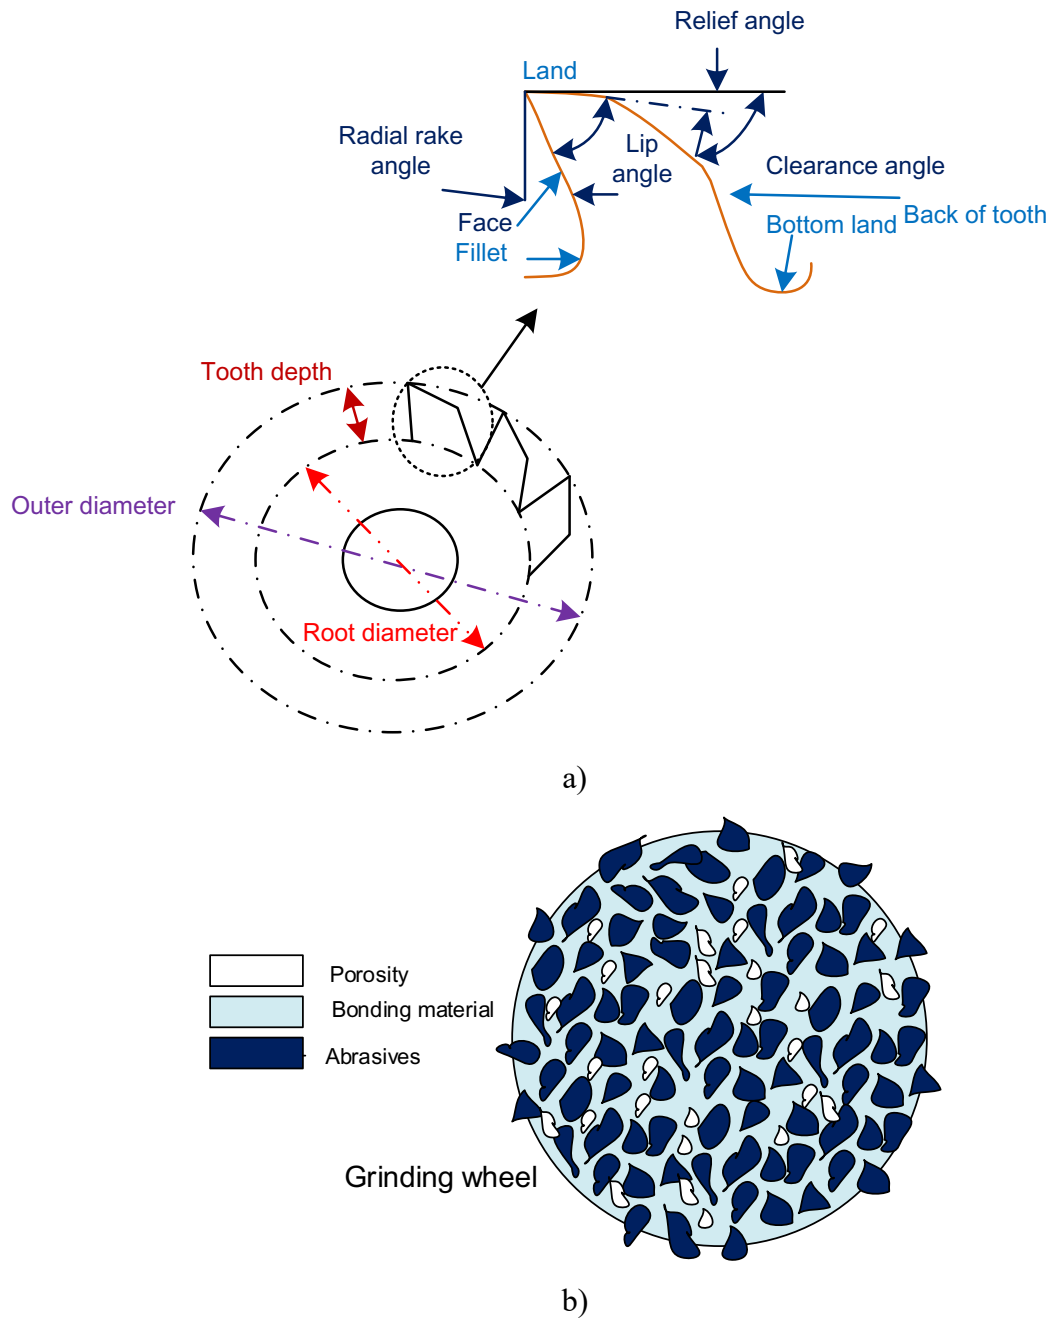 Relief angle
Land
Radial rake
angle
Lip
angle
Clearance angle
Face
Fillet
Bottom land
Back of tooth
Tooth depth
Outer diameter
Root diameter
a)
Porosity
Bonding material
Abrasives
Grinding wheel
b)